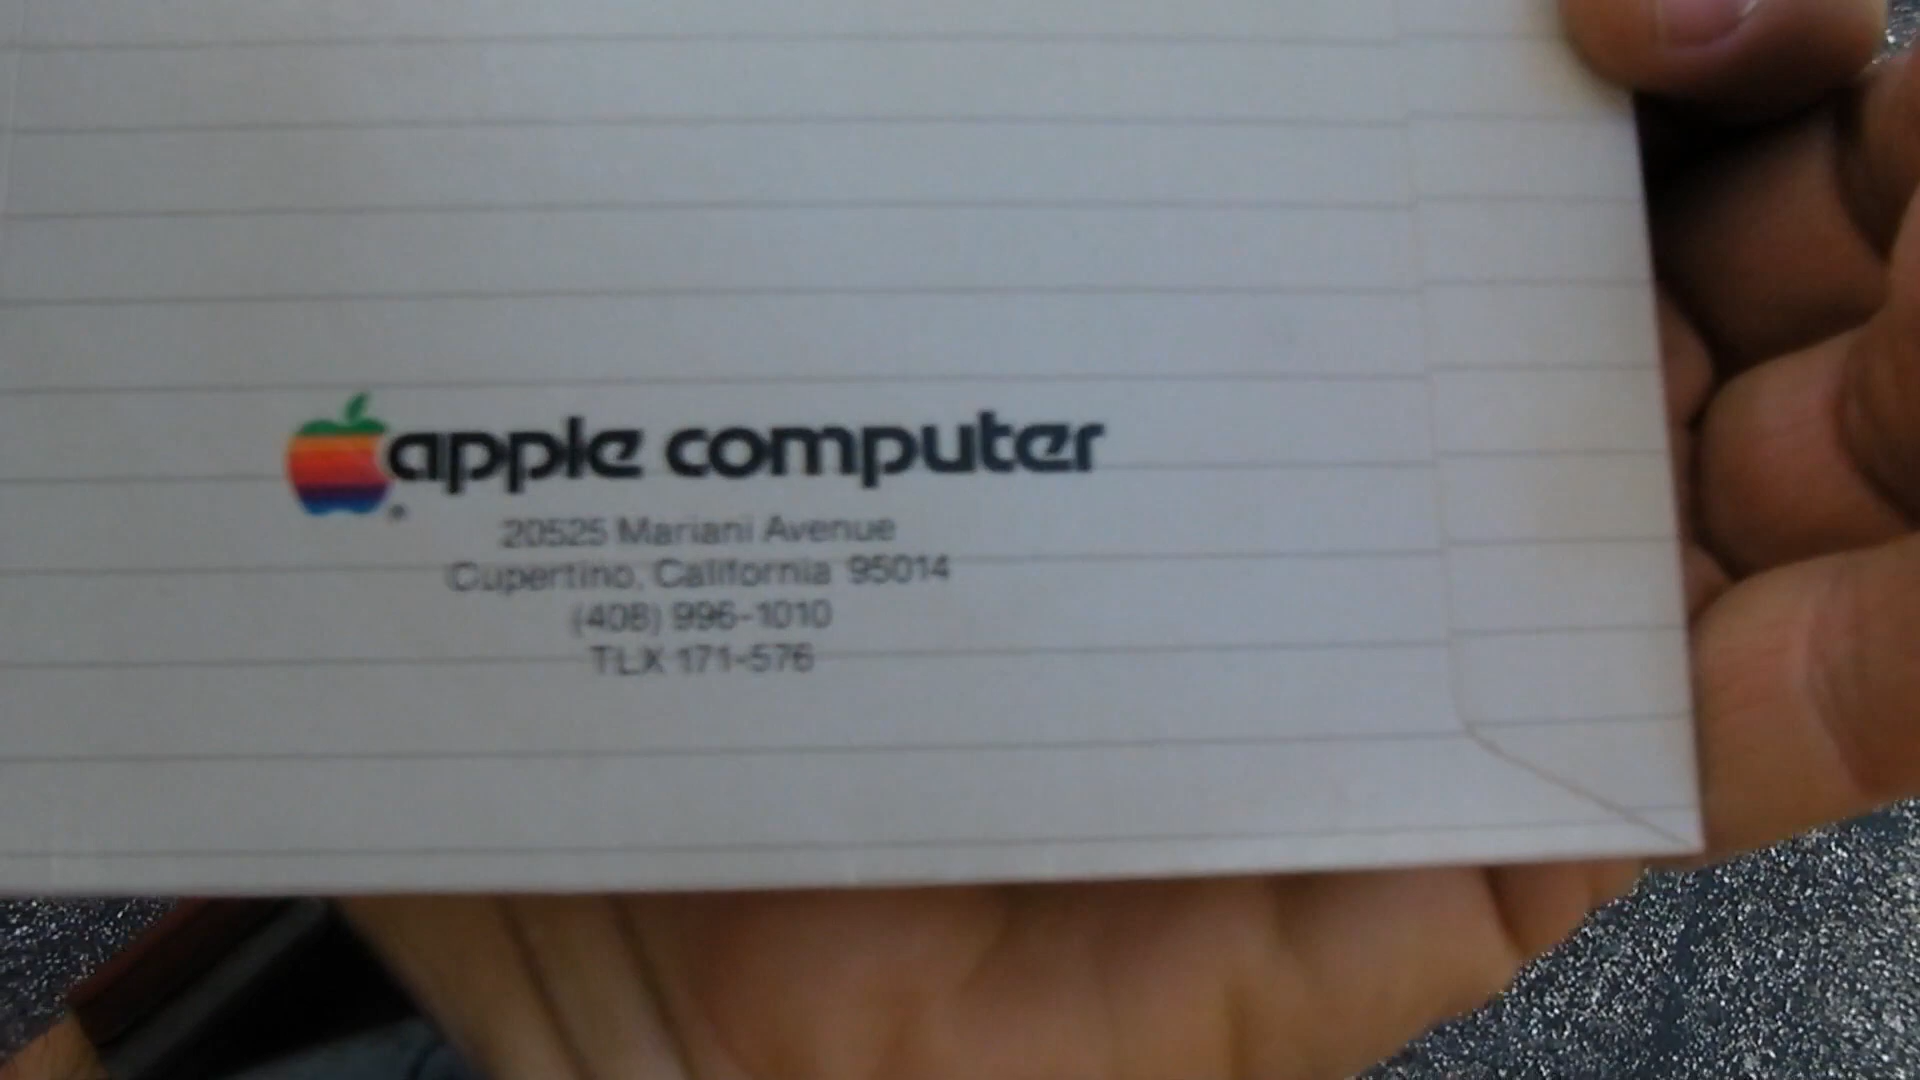 apple computer
20525 Mariani Avenue
Cupertino, California 95014
(408) 996-1010
TLX 171-576